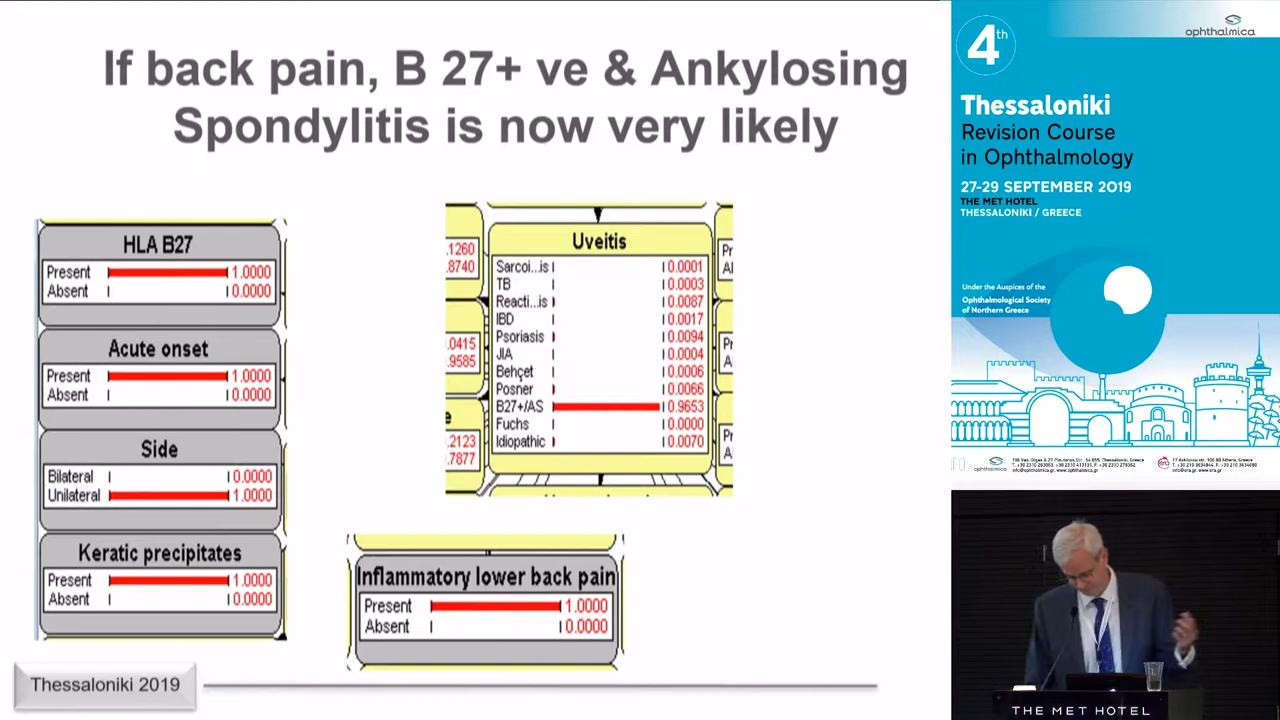 If back pain, B 27+ ve & Ankylosing
Spondylitis is now very likely
HLA B27
Present 1.0000
Absent 0.0000
Acute onset
Present 1.0000
Absent 0.0000
Side
Bilateral 0.0000
Unilateral 1.0000
Keratic precipitates
Present 1.0000
Absent 0.0000
.1260
.8740
.0415
.9585
.2123
.7877
Uveitis
Sarcoi...is 0.0001
TB 0.0003
Reacti...is 0.0087
IBD 0.0017
Psoriasis 0.0094
JIA 0.0004
Behçet 0.0006
Posner 0.0066
B27+/AS 0.9653
Fuchs 0.0000
Idiopathic 0.0070
Inflammatory lower back pain
Present 1.0000
Absent 0.0000
Thessaloniki 2019
ophthalmica
4th
Thessaloniki
Revision Course
in Ophthalmology
27-29 SEPTEMBER 2019
THE MET HOTEL
THESSALONIKI / GREECE
Under the Auspices of the
Ophthalmological Society
of Northern Greece
ophthalmica
THE MET HOTEL